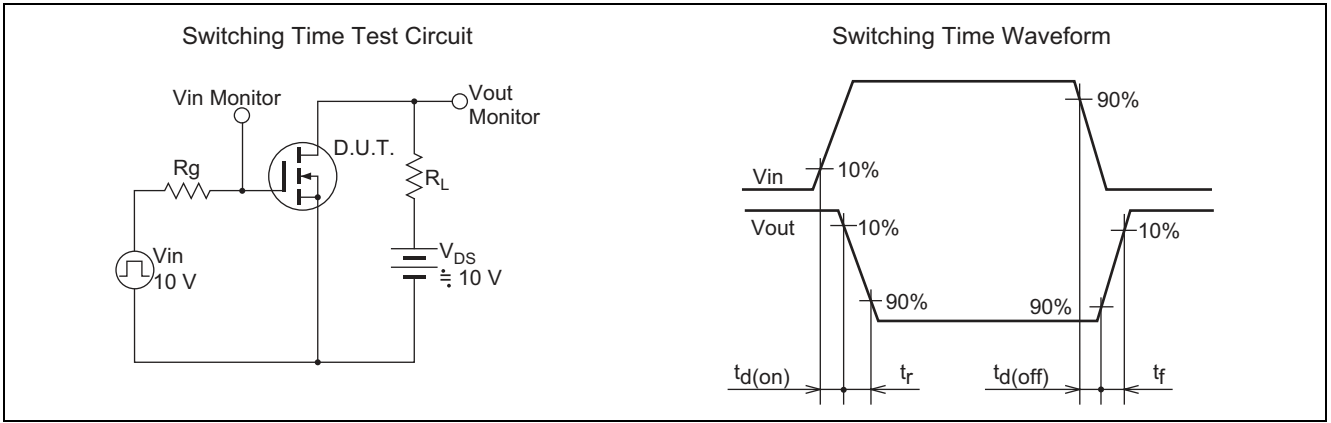 Switching Time Test Circuit
Vin Monitor
Vout
Monitor
D.U.T.
Rg
RL
Vin
10 V
VDS
≒ 10 V
Switching Time Waveform
90%
10%
Vin
Vout
10%
10%
90%
90%
td(on)
tr
td(off)
tf